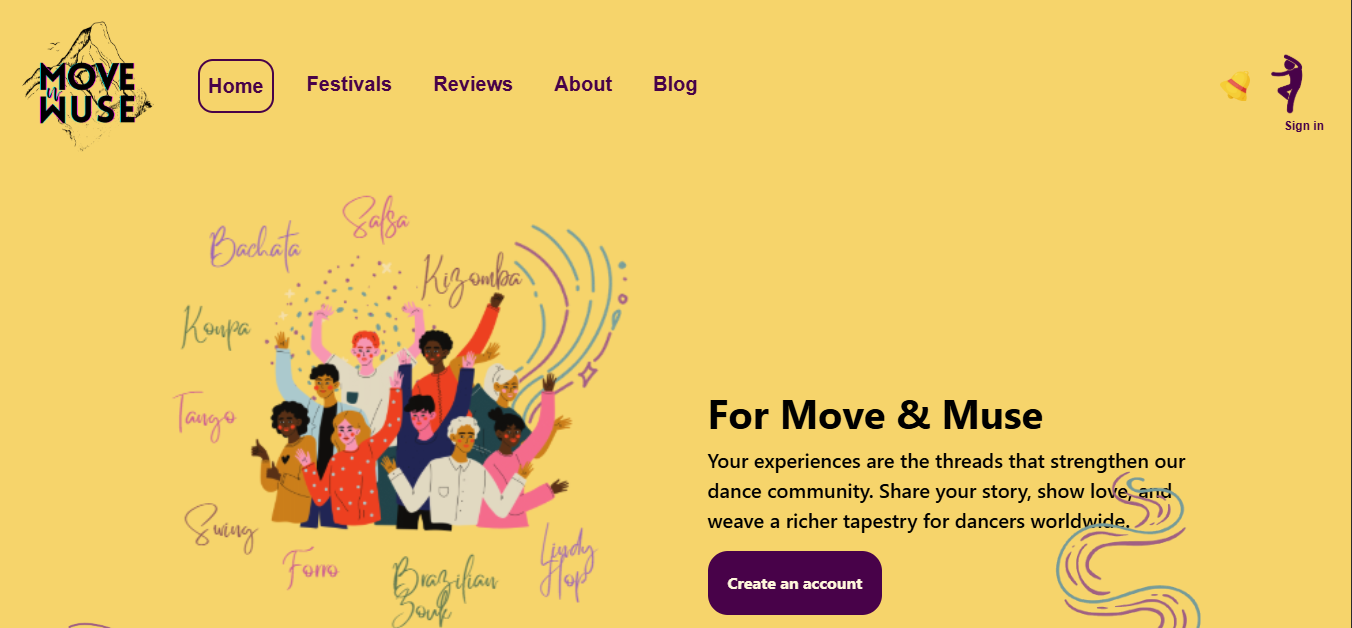 MOVE
n
MUSE
Home
Festivals
Reviews
About
Blog
Sign in
Salsa
Bachata
Kizomba
Konpa
Tango
Swing
Forro
Brazilian
Zouk
Lindy
Hop
For Move & Muse
Your experiences are the threads that strengthen our
dance community. Share your story, show love, and
weave a richer tapestry for dancers worldwide.
Create an account